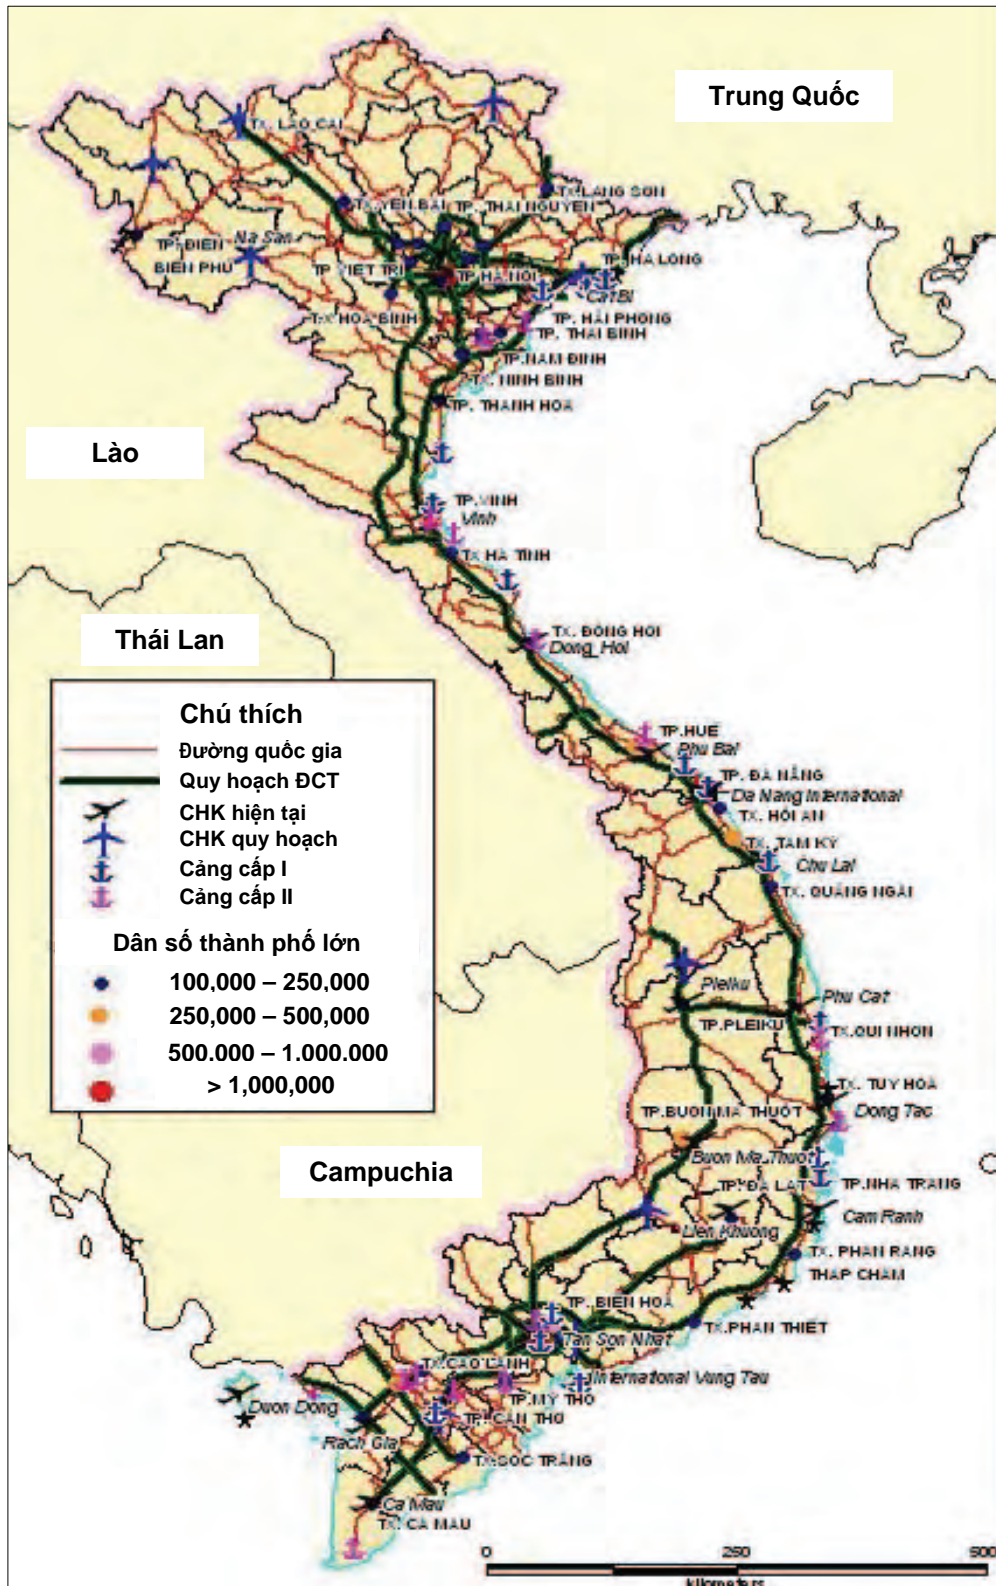 Trung Quốc
TX. LAO CAI
TX. LANG SON
TX. YEN BAI
TP. THAI NGUYEN
Na San
TP. DIEN
BIEN PHU
TP VIET TRI
TP HA NOI
TP. HA LONG
Cat Bi
TX HOA BINH
TP. HAI PHONG
TP. THAI BINH
TP. NAM ĐINH
TX. NINH BINH
TP. THANH HOA
Lào
TP. VINH
Vinh
TX HA TINH
Thái Lan
TX. ĐONG HOI
Dong_Hoi
Chú thích
Đường quốc gia
Quy hoạch ĐCT
CHK hiện tại
CHK quy hoạch
Cảng cấp I
Cảng cấp II
Dân số thành phố lớn
100,000 – 250,000
250,000 – 500,000
500.000 – 1.000.000
> 1,000,000
TP. HUE
Phu Bai
TP. ĐA NANG
Da Nang International
TX. HOI AN
TX. TAM KY
Chu Lai
TX. QUANG NGAI
Pleiku
Phu Cat
TP. PLEIKU
TX. QUI NHON
TX. TUY HOA
TP. BUON MA THUOT
Dong Tac
Campuchia
Buon Ma Thuot
TP. ĐA LAT
TP. NHA TRANG
Lien Khuong
Cam Ranh
TX. PHAN RANG
THAP CHAM
TP. BIEN HOA
Tan Son Nhat
TX. PHAN THIET
TX. CAO LANH
International Vung Tau
Duon Dong
TP. MY THO
TP. CAN THO
Rach Gia
TX. SOC TRANG
Ca Mau
TX. CA MAU
0 250 500
kilometers